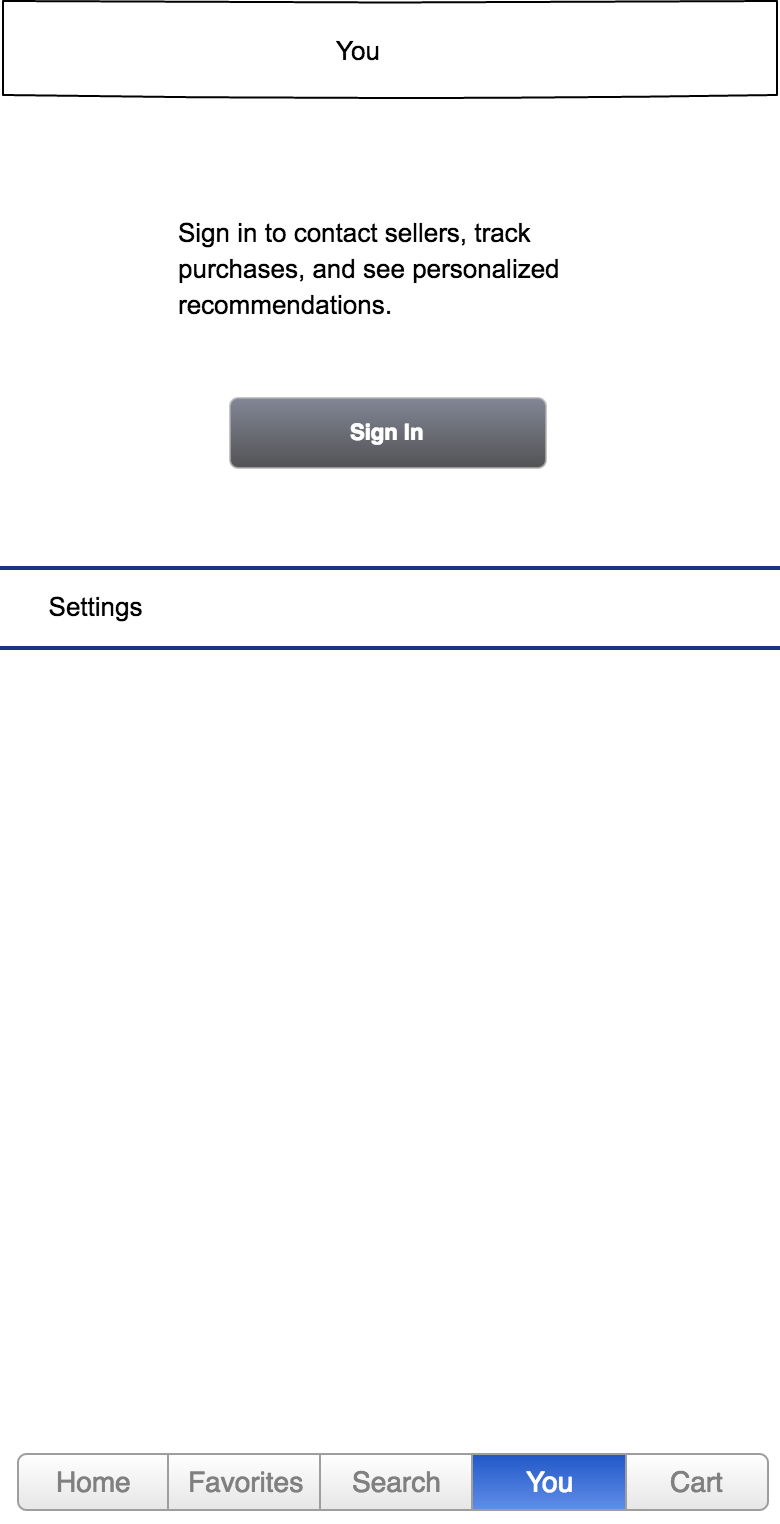 You
Sign in to contact sellers, track
purchases, and see personalized
recommendations.
Sign In
Settings
Home Favorites Search You Cart